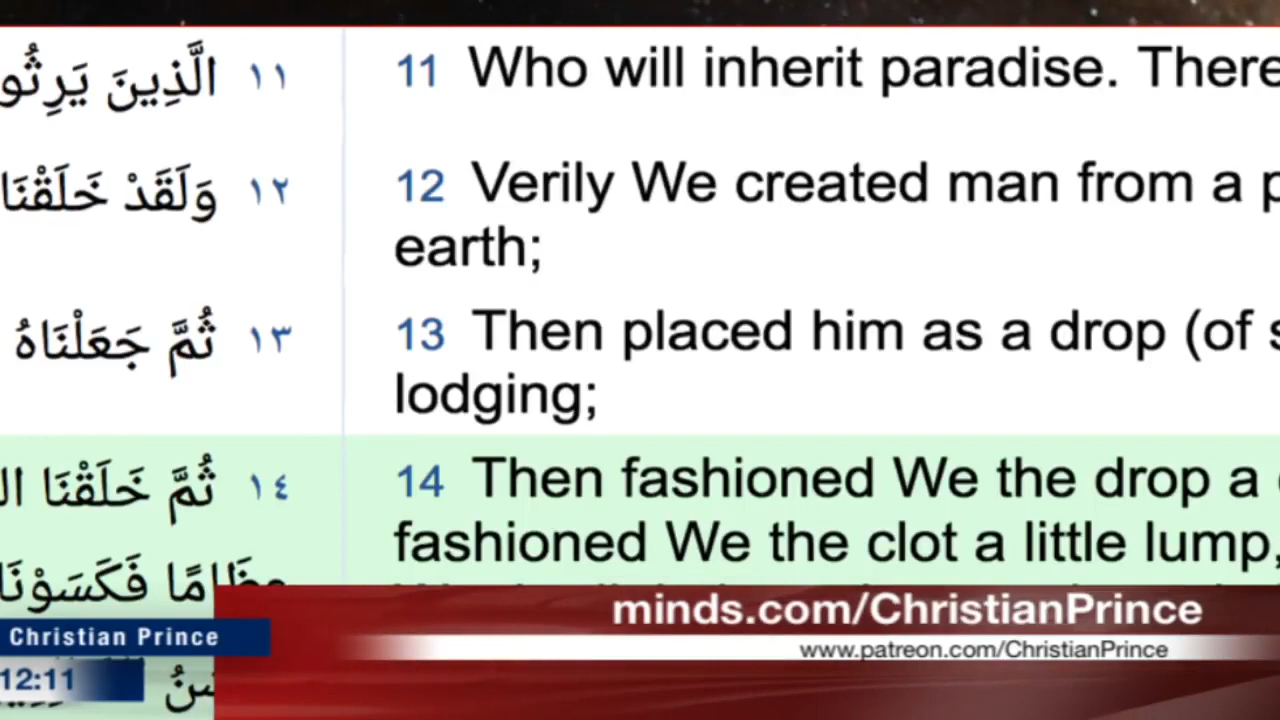 الَّذِينَ يَرِثُو ١١
11 Who will inherit paradise. There
وَلَقَدْ خَلَقْنَا ١٢
12 Verily We created man from a p
earth;
ثُمَّ جَعَلْنَاهُ ١٣
13 Then placed him as a drop (of s
lodging;
ثُمَّ خَلَقْنَا ال ١٤
14 Then fashioned We the drop a
fashioned We the clot a little lump,
فَكَسَوْنَا
minds.com/ChristianPrince
Christian Prince
www.patreon.com/ChristianPrince
12:11